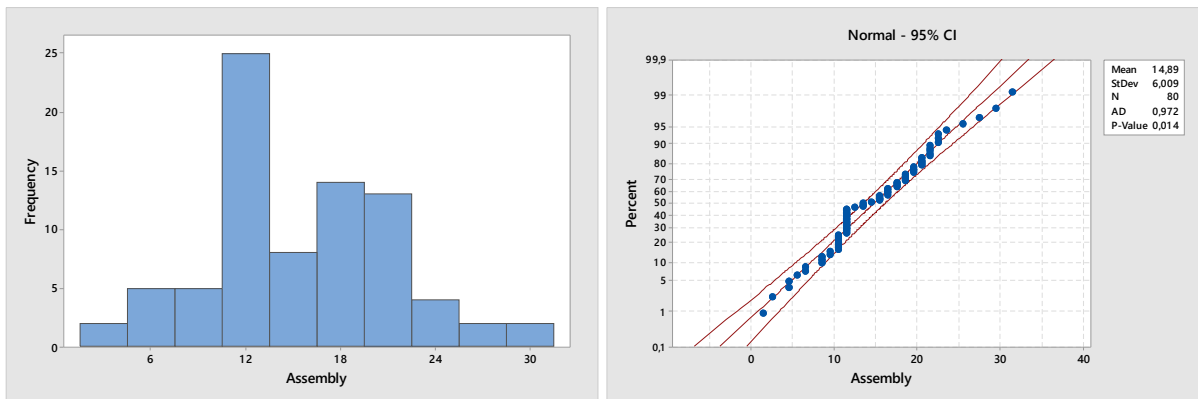 25
20
15
10
5
0
Frequency
6 12 18 24 30
Assembly
Normal - 95% CI
99,9
99
95
90
80
70
60
50
40
30
20
10
5
1
0,1
Percent
0 10 20 30 40
Assembly
Mean 14,89
StDev 6,009
N 80
AD 0,972
P-Value 0,014